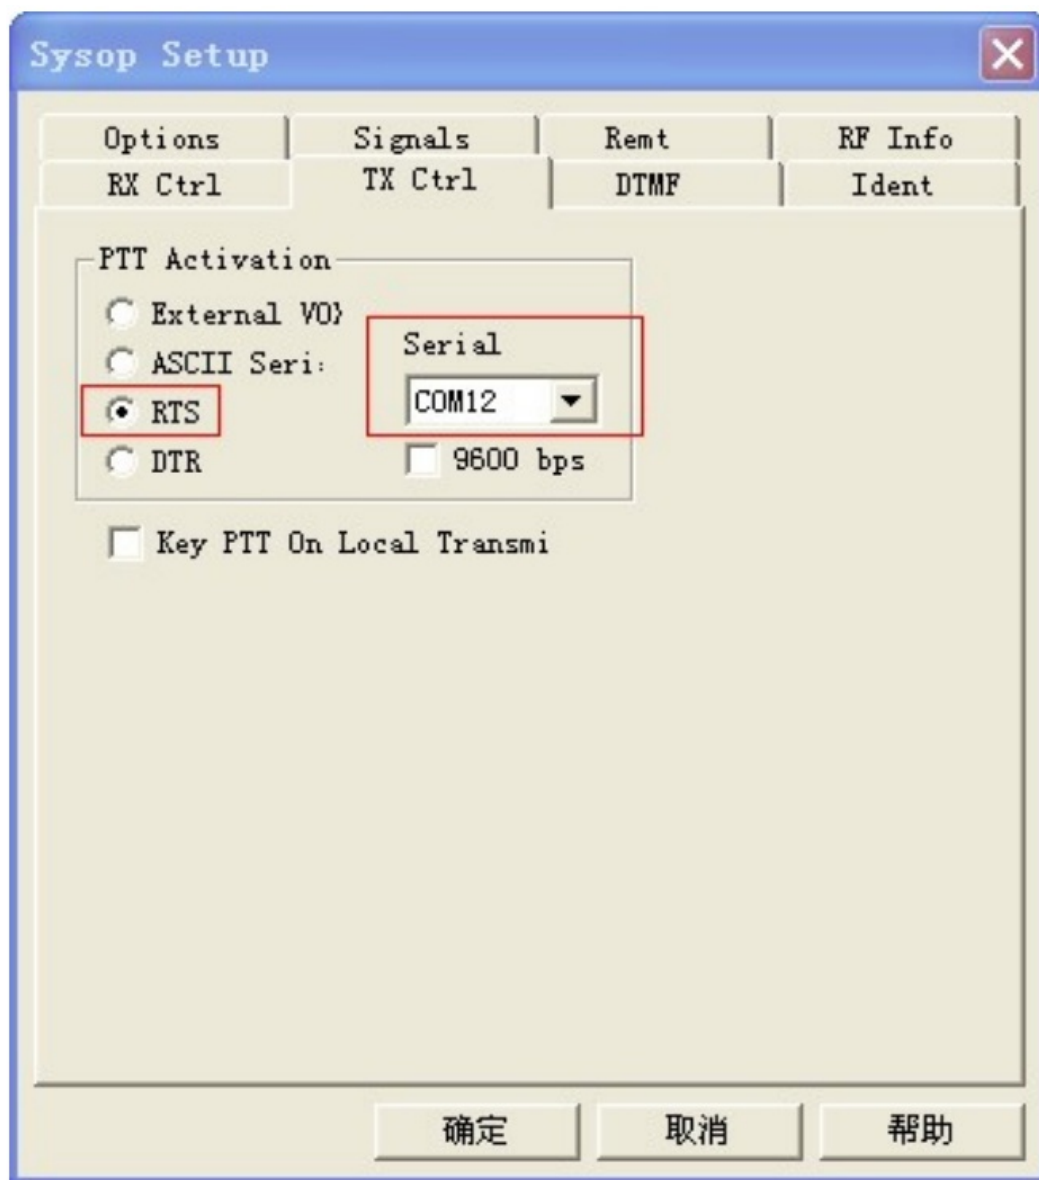 Sysop Setup
Options Signals Remt RF Info
RX Ctrl TX Ctrl DTMF Ident
PTT Activation
External VO
ASCII Seri
Serial
RTS
COM12
DTR
9600 bps
Key PTT On Local Transmi
确定 取消 帮助